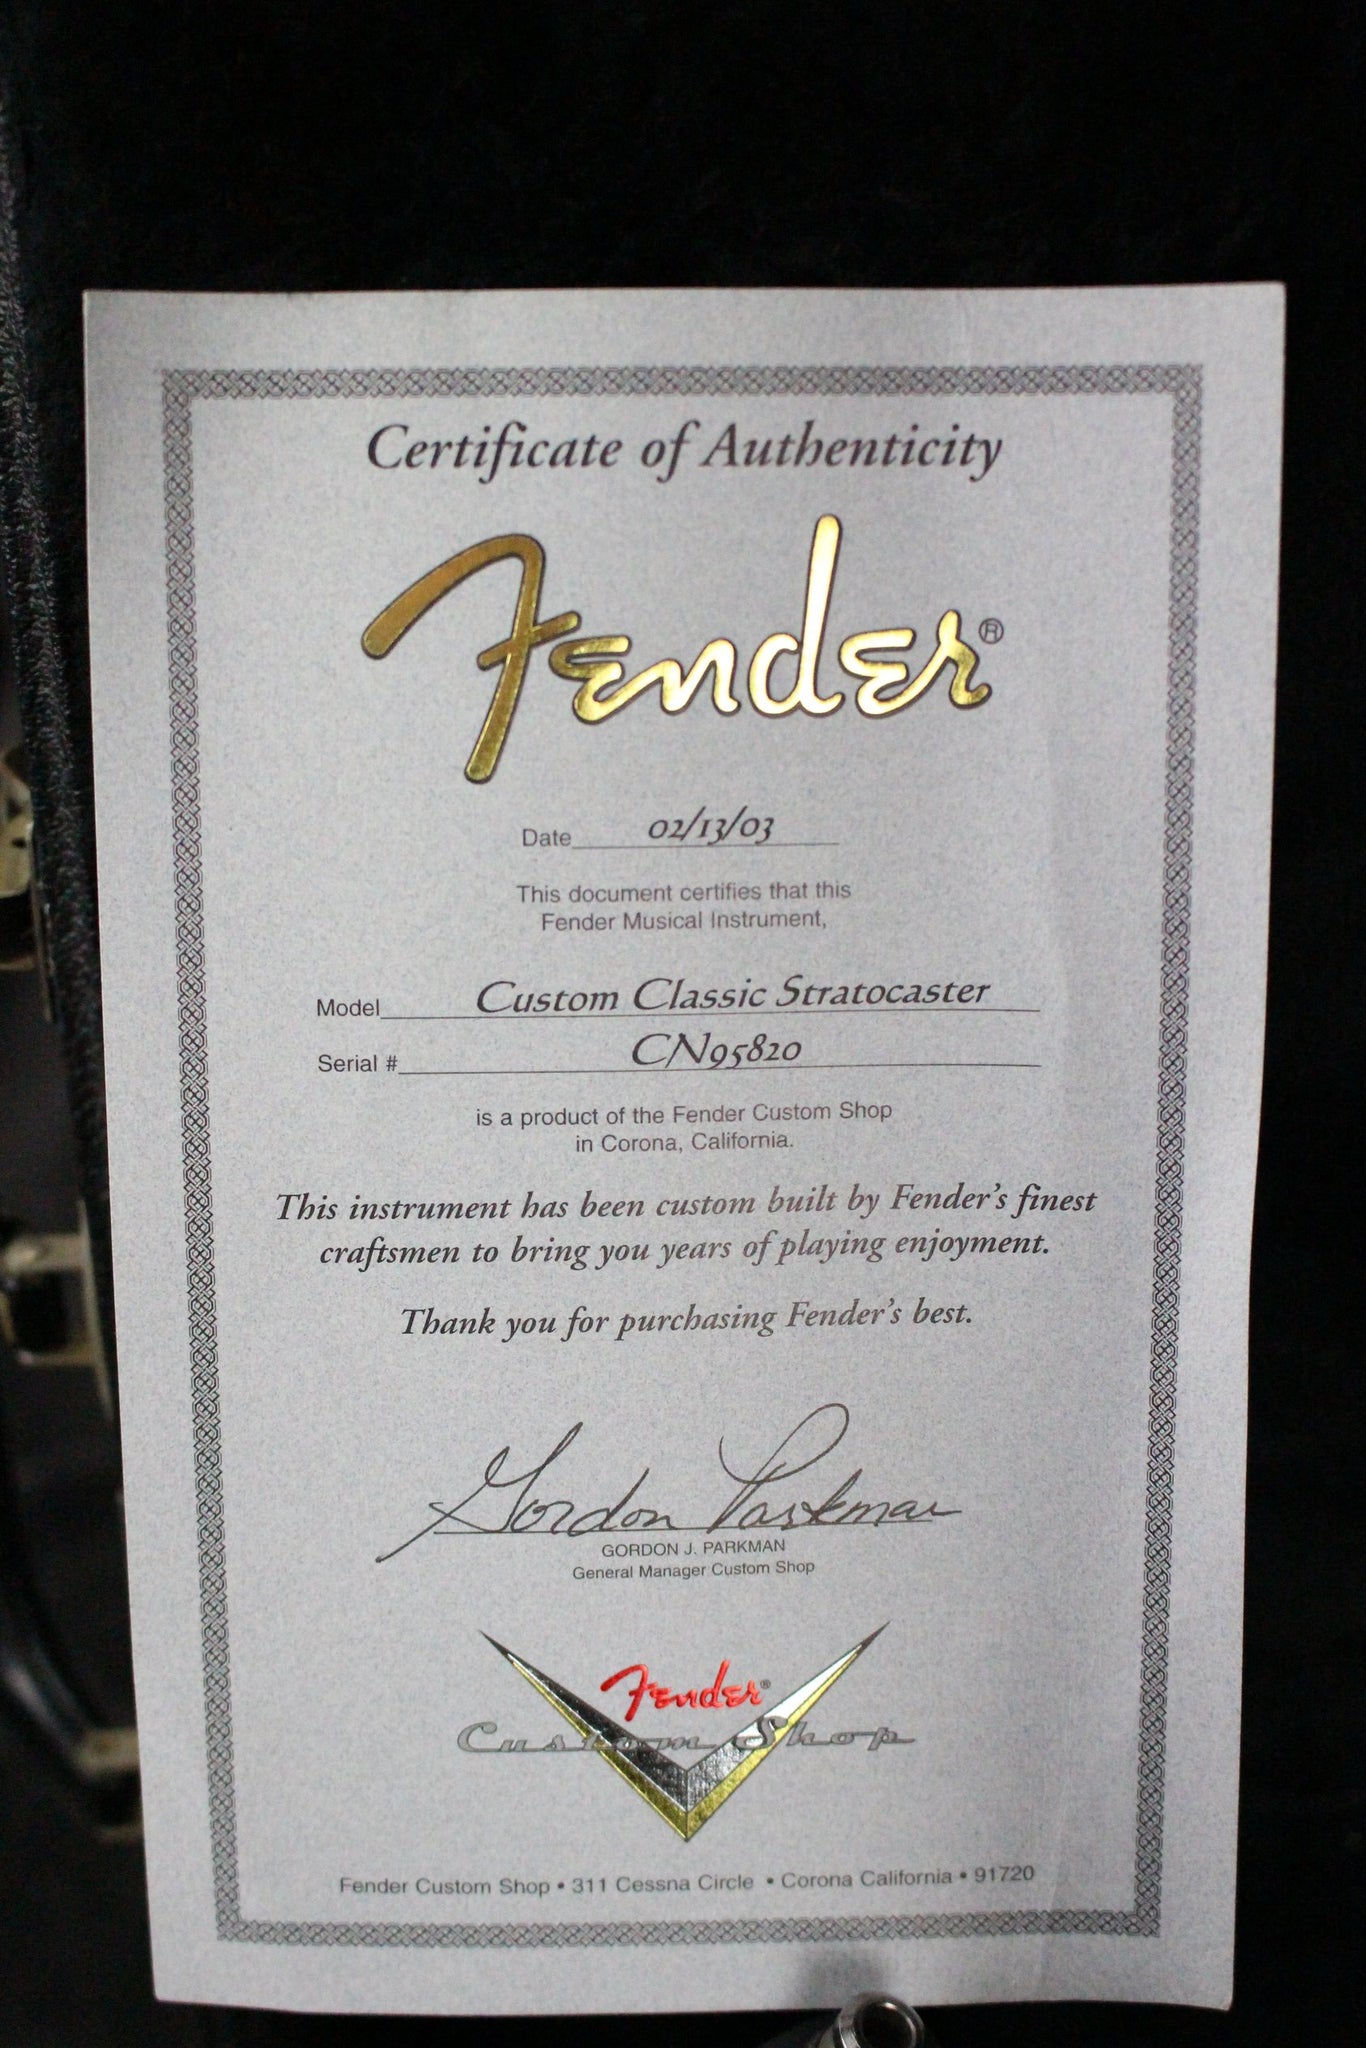 Certificate of Authenticity
Fender®
Date 02/13/03
This document certifies that this
Fender Musical Instrument,
Model Custom Classic Stratocaster
Serial # CN95820
is a product of the Fender Custom Shop
in Corona, California.
This instrument has been custom built by Fender's finest
craftsmen to bring you years of playing enjoyment.
Thank you for purchasing Fender's best.
Gordon Parkman
GORDON J. PARKMAN
General Manager Custom Shop
Fender®
Custom Shop
Fender Custom Shop • 311 Cessna Circle • Corona California • 91720